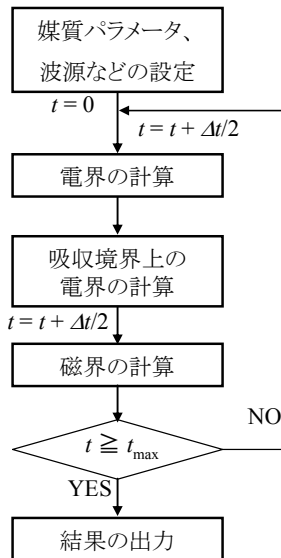 媒質パラメータ、
波源などの設定
t = 0
t = t + Δt/2
電界の計算
吸収境界上の
電界の計算
t = t + Δt/2
磁界の計算
NO
t ≧ tmax
YES
結果の出力